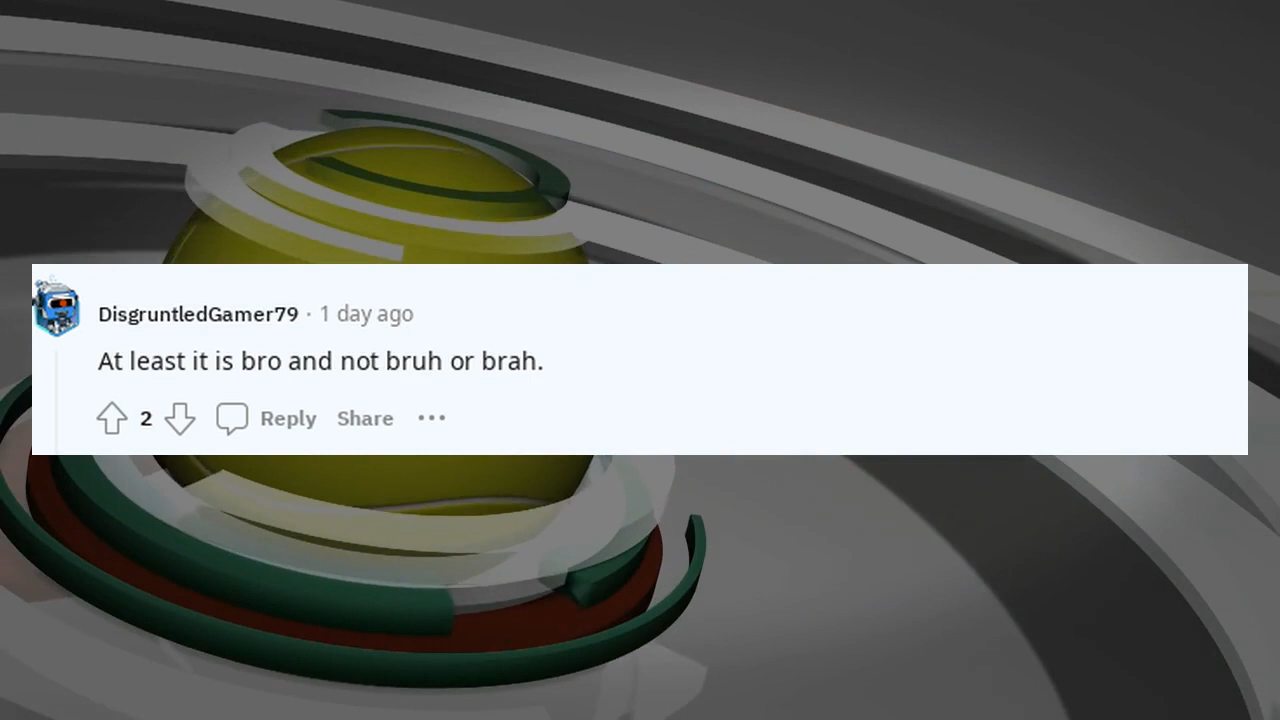 DisgruntledGamer79 · 1 day ago
At least it is bro and not bruh or brah.
2 Reply Share ···